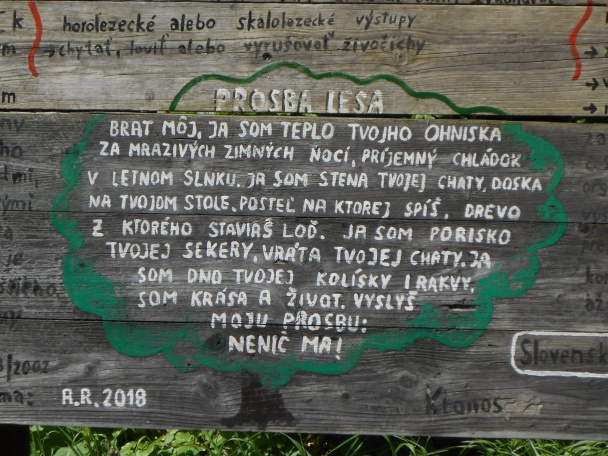 horolezecké alebo skalolezecké výstupy
chytať, loviť alebo vyrušovať živočíchy
PROSBA LESA
BRAT MÔJ, JA SOM TEPLO TVOJHO OHNISKA
ZA MRAZIVÝCH ZIMNÝCH ŇOCÍ, PRÍJEMNÝ CHLÁDOK
V LETNOM SLNKU. JA SOM STENA TVOJEJ CHATY, DOSKA
NA TVOJOM STOLE, POSTEĽ NA KTOREJ SPÍŠ, DREVO
Z KTORÉHO STAVIAŠ LOĎ. JA SOM PORISKO
TVOJEJ SEKERY, VRÁTA TVOJEJ CHATY. JA
SOM DNO TVOJEJ KOLÍSKY I RAKVY,
SOM KRÁSA A ŽIVOT. VYSLYŠ
MOJU PROSBU:
NENIČ MA!
/2002
R.R. 2018
Kronos
Slovensk